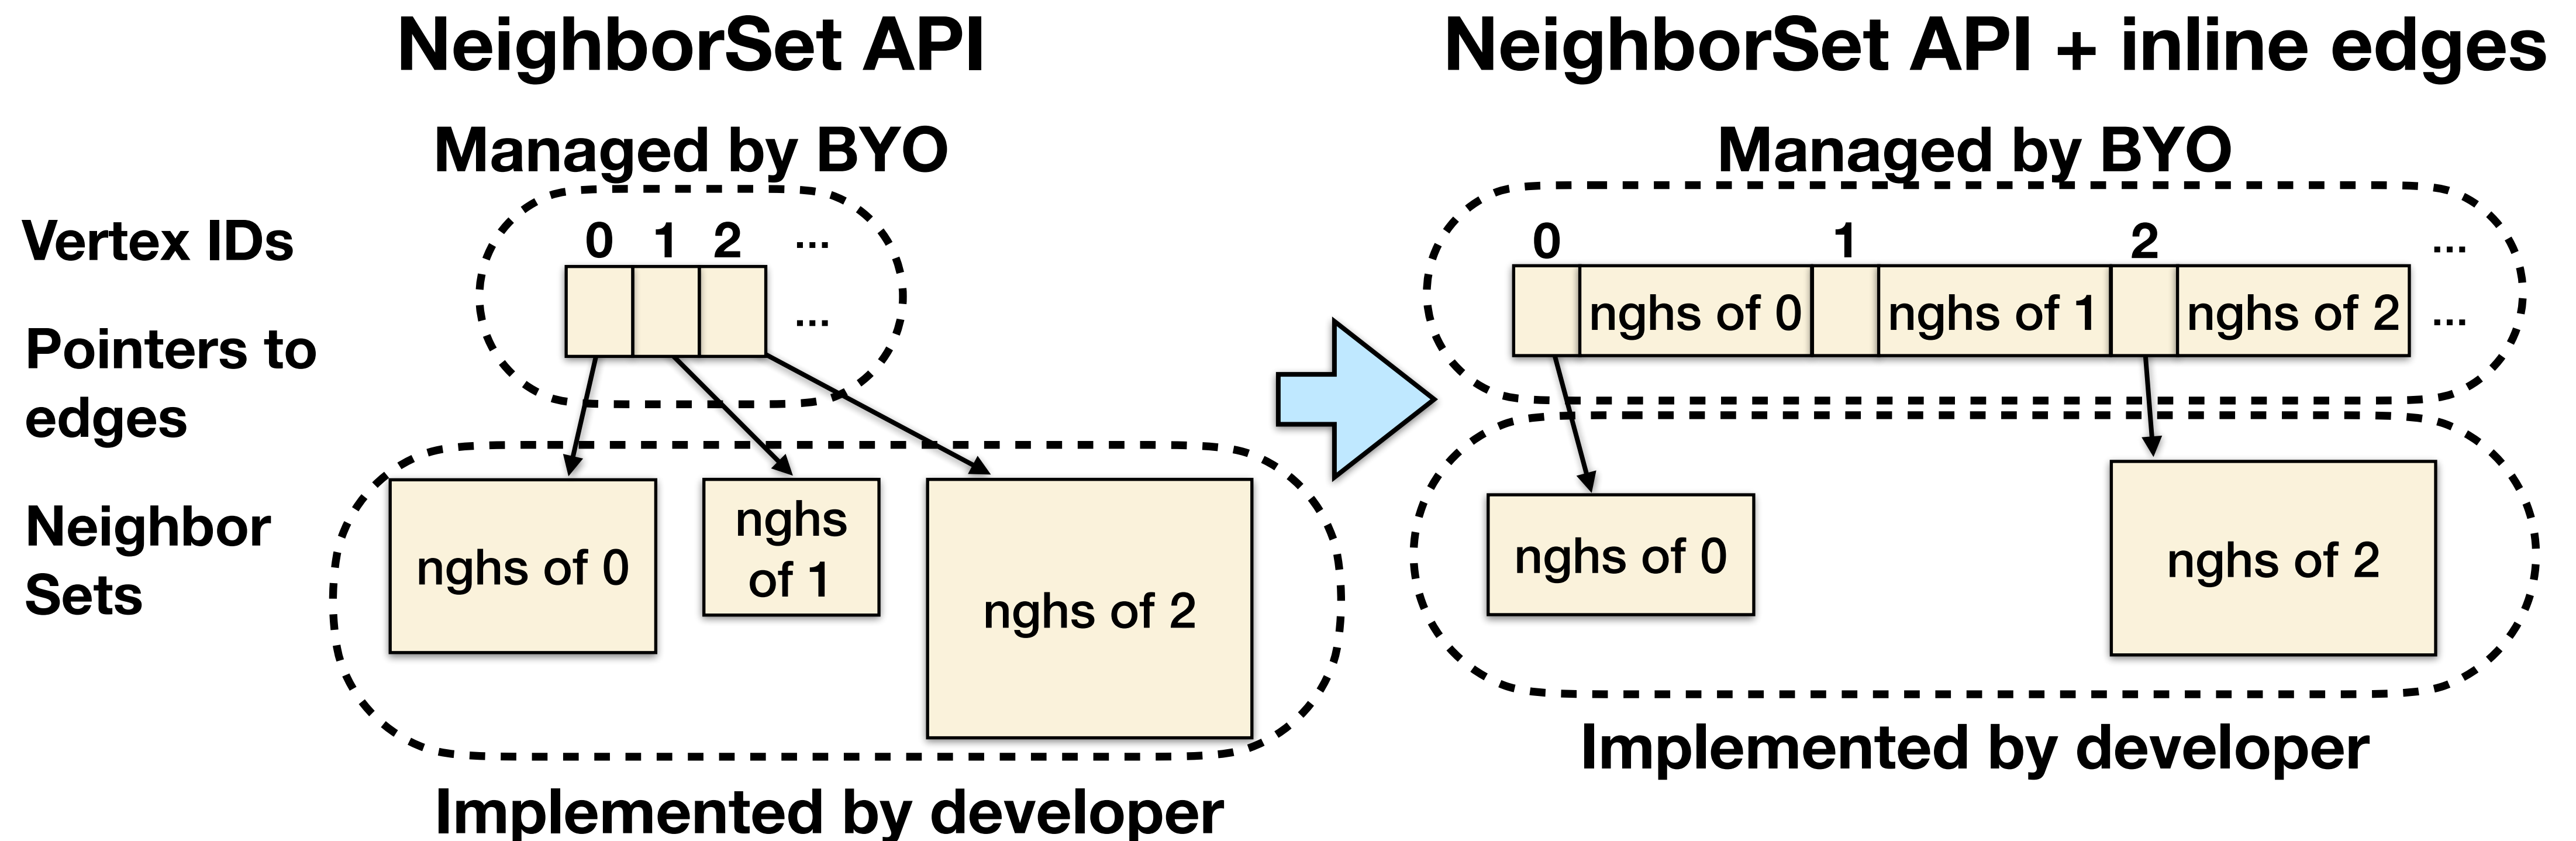 NeighborSet API
Managed by BYO
Vertex IDs
0 1 2 ...
Pointers to
edges
...
Neighbor
Sets
nghs of 0
nghs
of 1
nghs of 2
Implemented by developer
NeighborSet API + inline edges
Managed by BYO
0 1 2 ...
nghs of 0 nghs of 1 nghs of 2 ...
nghs of 0
nghs of 2
Implemented by developer